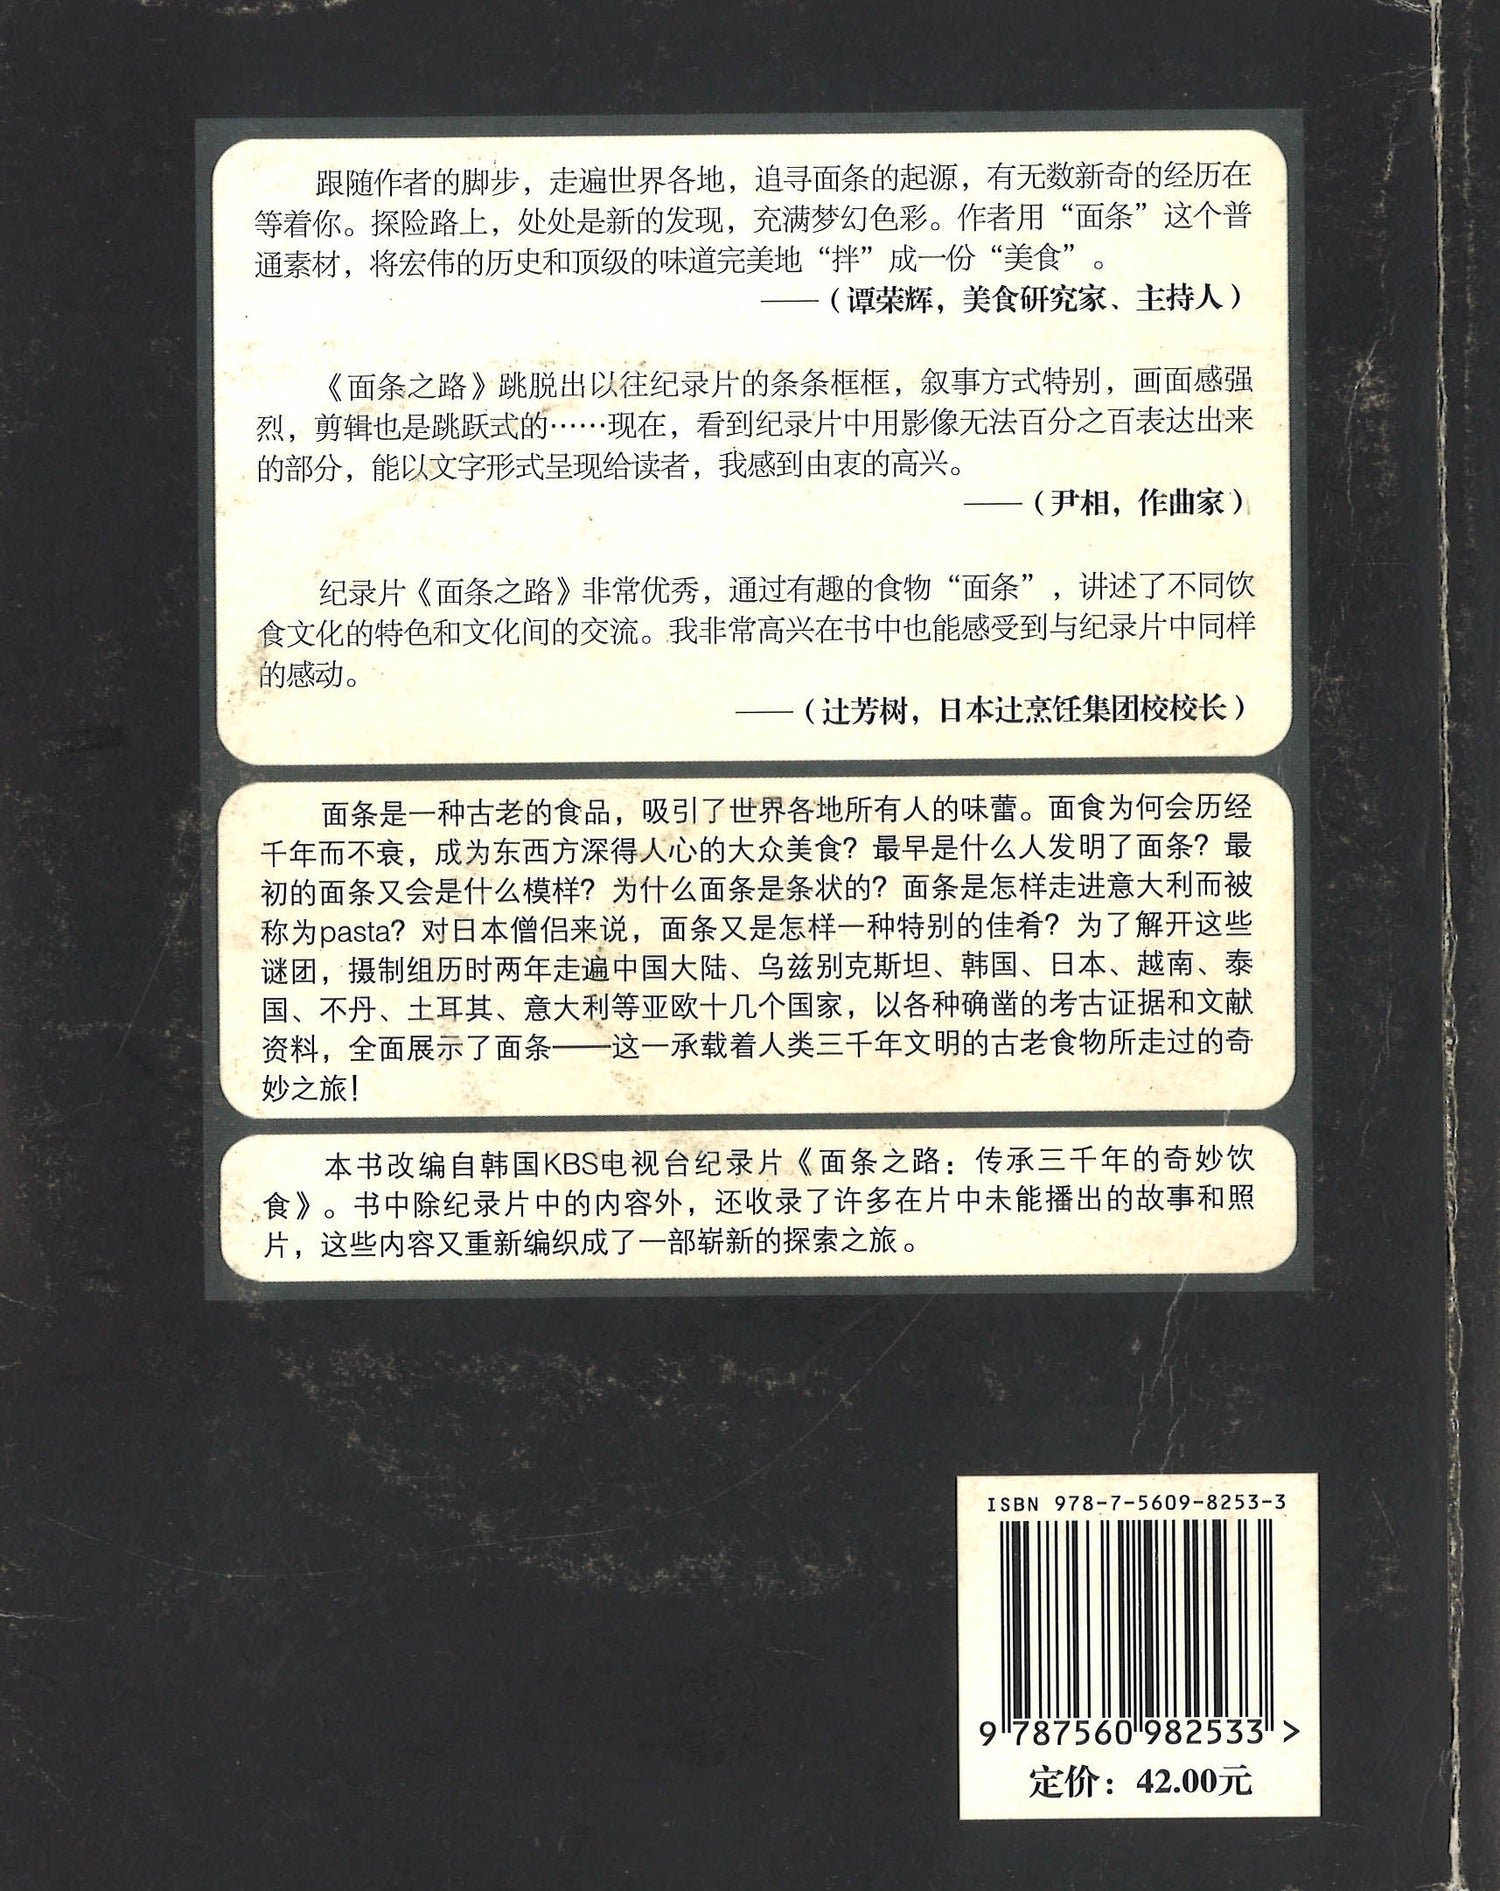 跟随作者的脚步，走遍世界各地，追寻面条的起源，有无数新奇的经历在
等着你。探险路上，处处是新的发现，充满梦幻色彩。作者用“面条”这个普
通素材，将宏伟的历史和顶级的味道完美地“拌”成一份“美食”。
——（谭荣辉，美食研究家、主持人）
《面条之路》跳脱出以往纪录片的条条框框，叙事方式特别，画面感强
烈，剪辑也是跳跃式的……现在，看到纪录片中用影像无法百分之百表达出来
的部分，能以文字形式呈现给读者，我感到由衷的高兴。
——（尹相，作曲家）
纪录片《面条之路》非常优秀，通过有趣的食物“面条”，讲述了不同饮
食文化的特色和文化间的交流。我非常高兴在书中也能感受到与纪录片中同样
的感动。
——（辻芳树，日本辻烹饪集团校校长）
面条是一种古老的食品，吸引了世界各地所有人的味蕾。面食为何会历经
千年而不衰，成为东西方深得人心的大众美食？最早是什么人发明了面条？最
初的面条又会是什么模样？为什么面条是条状的？面条是怎样走进意大利而被
称为pasta？对日本僧侣来说，面条又是怎样一种特别的佳肴？为了解开这些
谜团，摄制组历时两年走遍中国大陆、乌兹别克斯坦、韩国、日本、越南、泰
国、不丹、土耳其、意大利等亚欧十几个国家，以各种确凿的考古证据和文献
资料，全面展示了面条——这一承载着人类三千年文明的古老食物所走过的奇
妙之旅！
本书改编自韩国KBS电视台纪录片《面条之路：传承三千年的奇妙饮
食》。书中除纪录片中的内容外，还收录了许多在片中未能播出的故事和照
片，这些内容又重新编织成了一部崭新的探索之旅。
ISBN 978-7-5609-8253-3
9 787560 982533 >
定价：42.00元